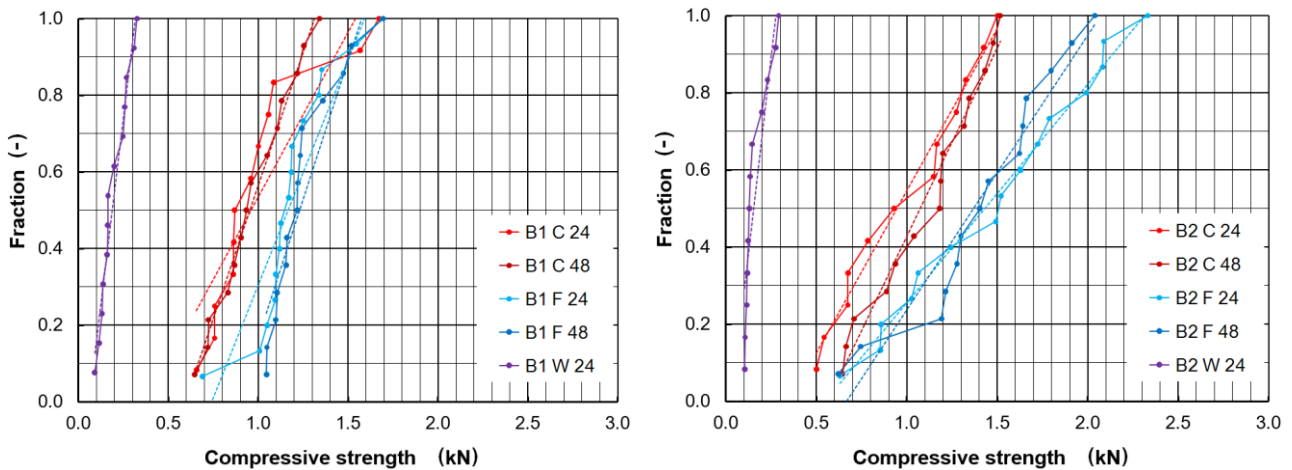 Fraction (-)
1.0
0.8
0.6
0.4
0.2
0.0
B1 C 24
B1 C 48
B1 F 24
B1 F 48
B1 W 24
0.0 0.5 1.0 1.5 2.0 2.5 3.0
Compressive strength (kN)
Fraction (-)
1.0
0.8
0.6
0.4
0.2
0.0
B2 C 24
B2 C 48
B2 F 24
B2 F 48
B2 W 24
0.0 0.5 1.0 1.5 2.0 2.5 3.0
Compressive strength (kN)